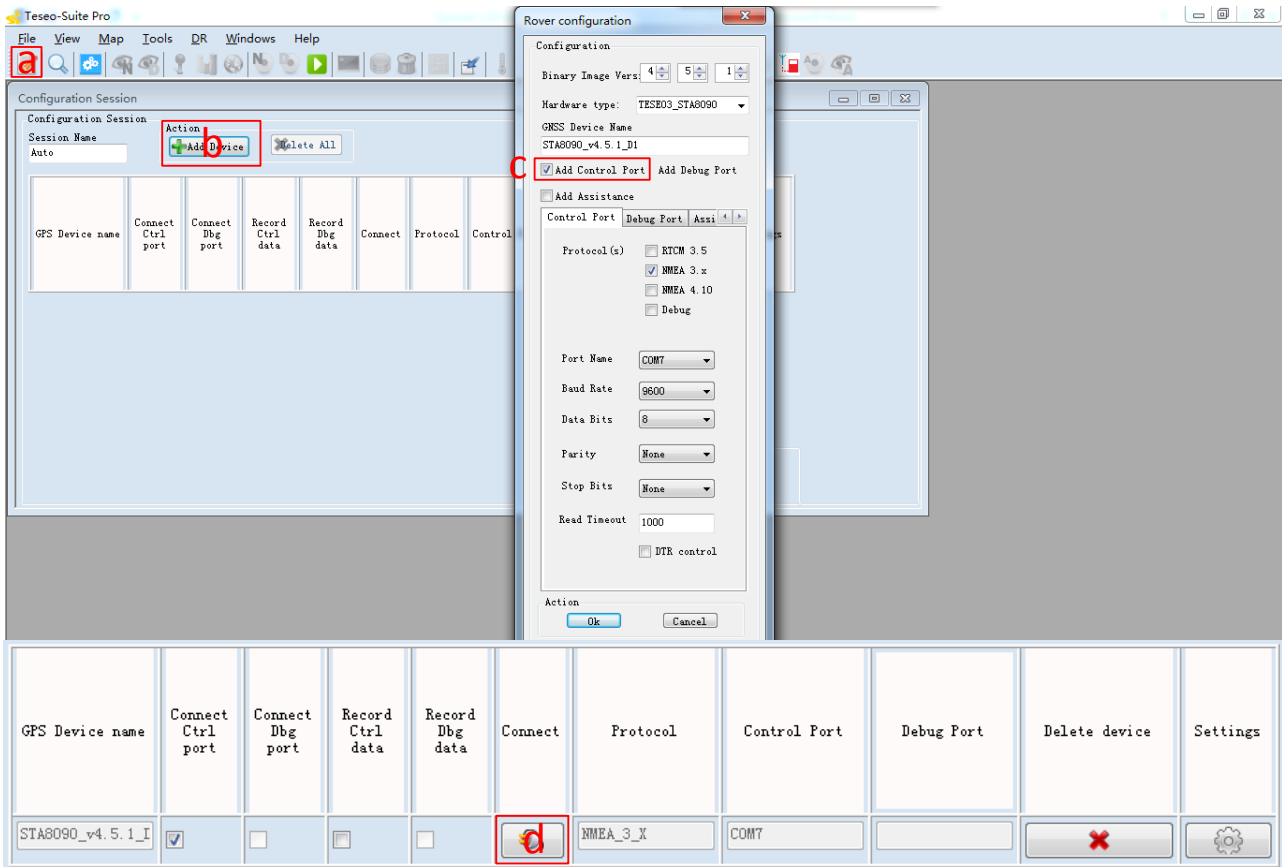 Teseo-Suite Pro
File View Map Tools DR Windows Help
a
Configuration Session
Configuration Session
Session Name
Auto
Action
Add Device
b
Delete All
GPS Device name
Connect
Ctrl
port
Connect
Dbg
port
Record
Ctrl
data
Record
Dbg
data
Connect
Protocol
Control
Rover configuration
Configuration
Binary Image Vers: 4 5 1
Hardware type: TESEO3_STA8090
GNSS Device Name
STA8090_v4.5.1_D1
C
Add Control Port Add Debug Port
Add Assistance
Control Port Debug Port Assi
Protocol(s) RTCM 3.5
NMEA 3.x
NMEA 4.10
Debug
Port Name COM7
Baud Rate 9600
Data Bits 8
Parity None
Stop Bits None
Read Timeout 1000
DTR control
Action
Ok Cancel
GPS Device name
Connect
Ctrl
port
Connect
Dbg
port
Record
Ctrl
data
Record
Dbg
data
Connect
Protocol
Control Port
Debug Port
Delete device
Settings
STA8090_v4.5.1_I
d
NMEA_3_X
COM7